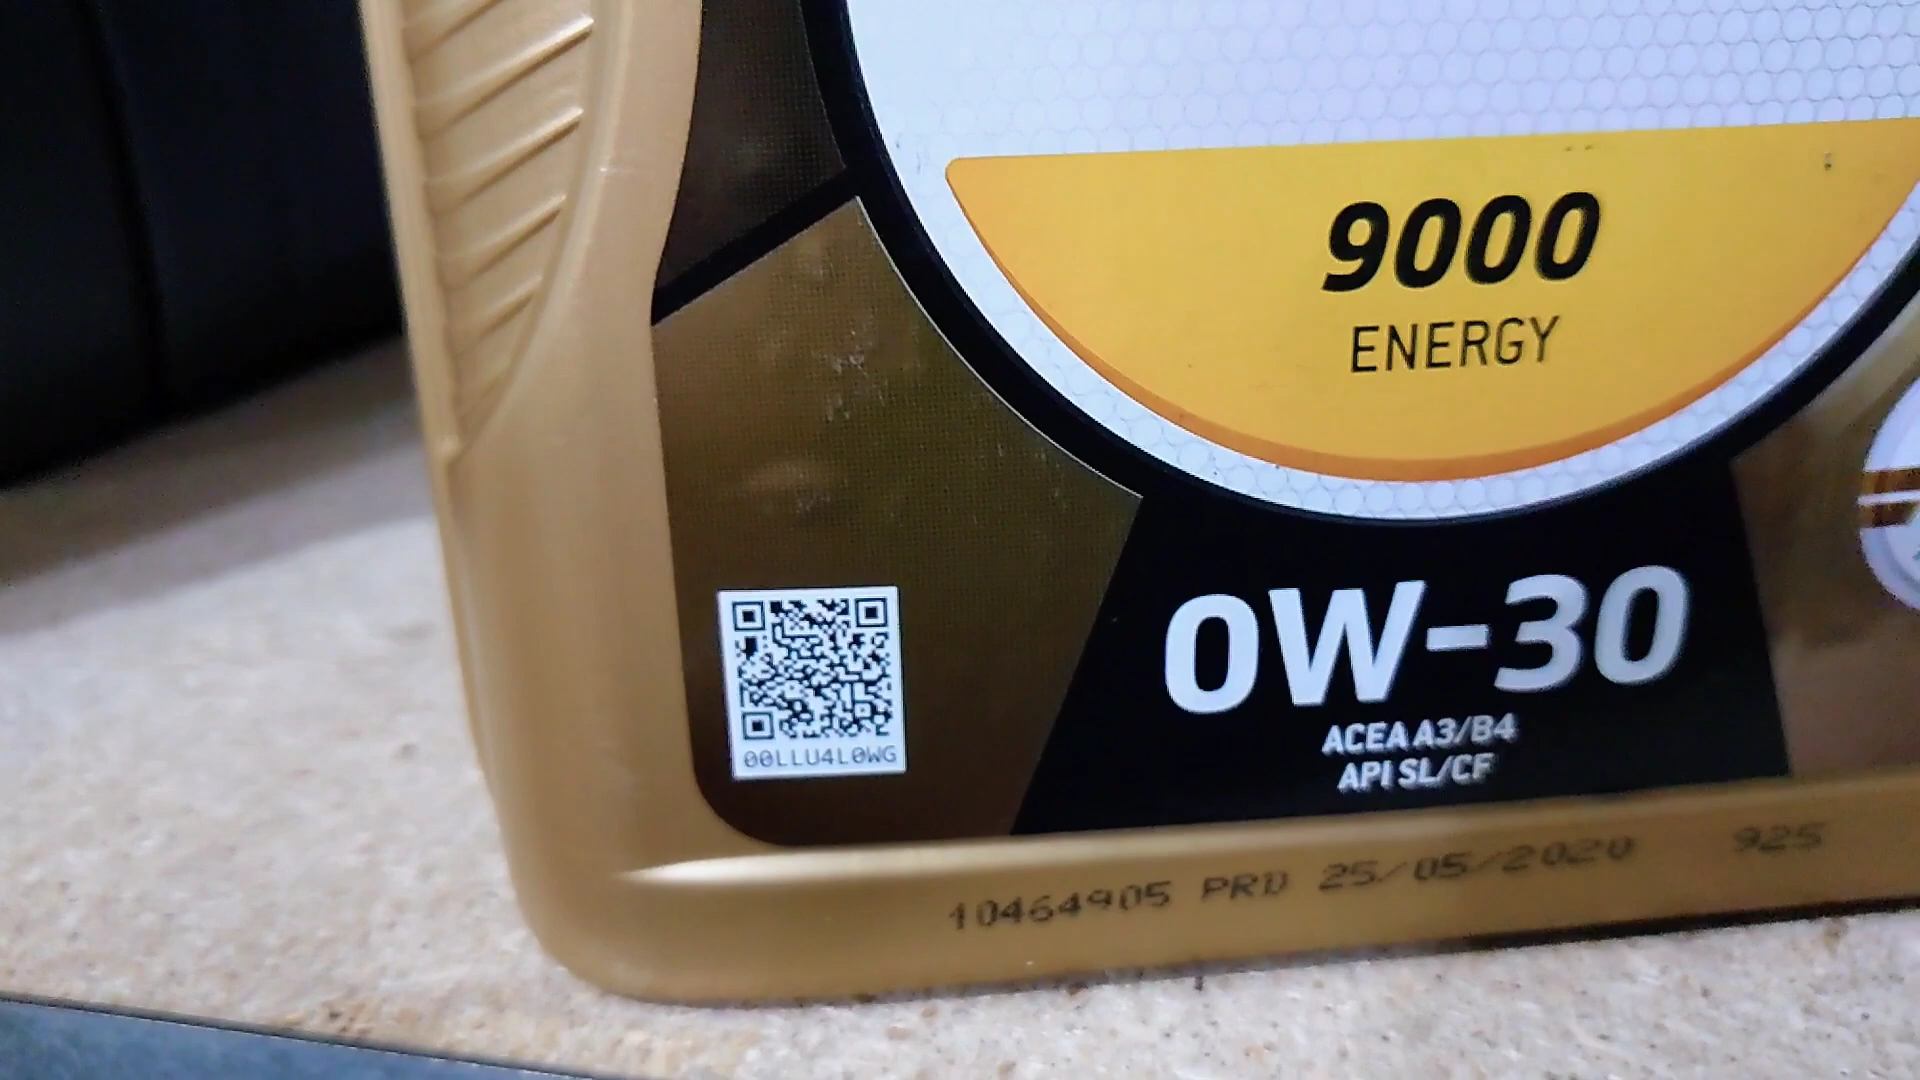 9000
ENERGY
0W-30
ACEA A3/B4
API SL/CF
00LLU4L0WG
10464905 PRD 25/05/2020 925